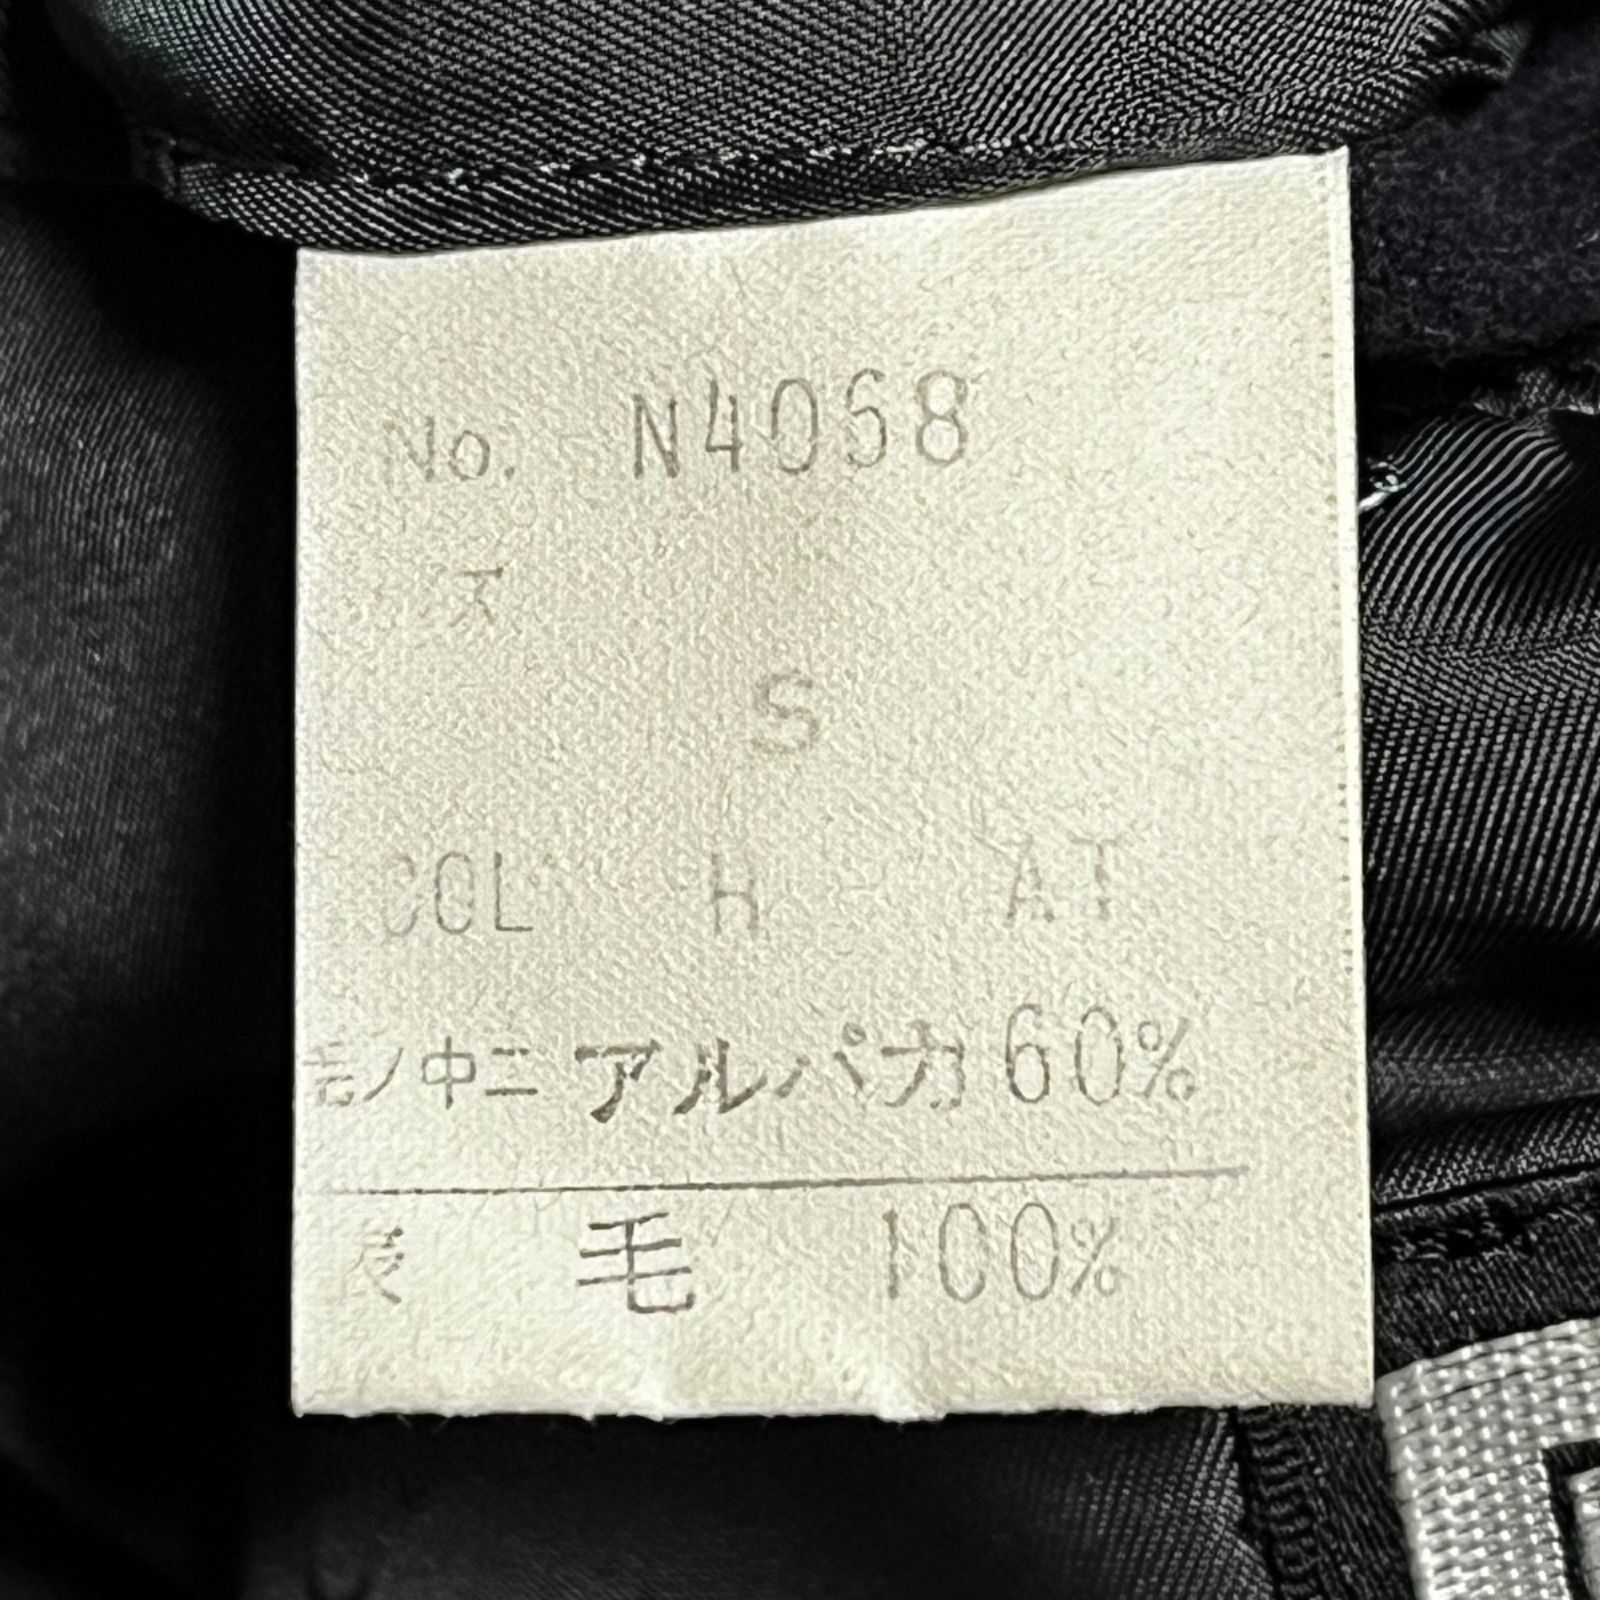 No. N4068
ズ
S
COL H AT
毛ノ中ニ アルパカ 60%
表 毛 100%